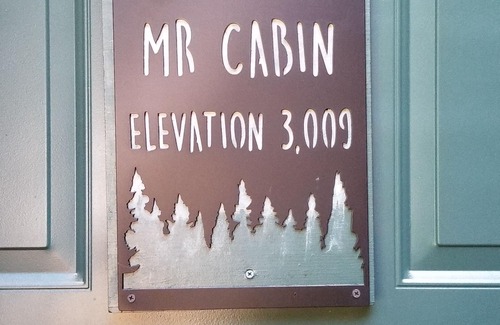 MR CABIN
ELEVATION 3,009